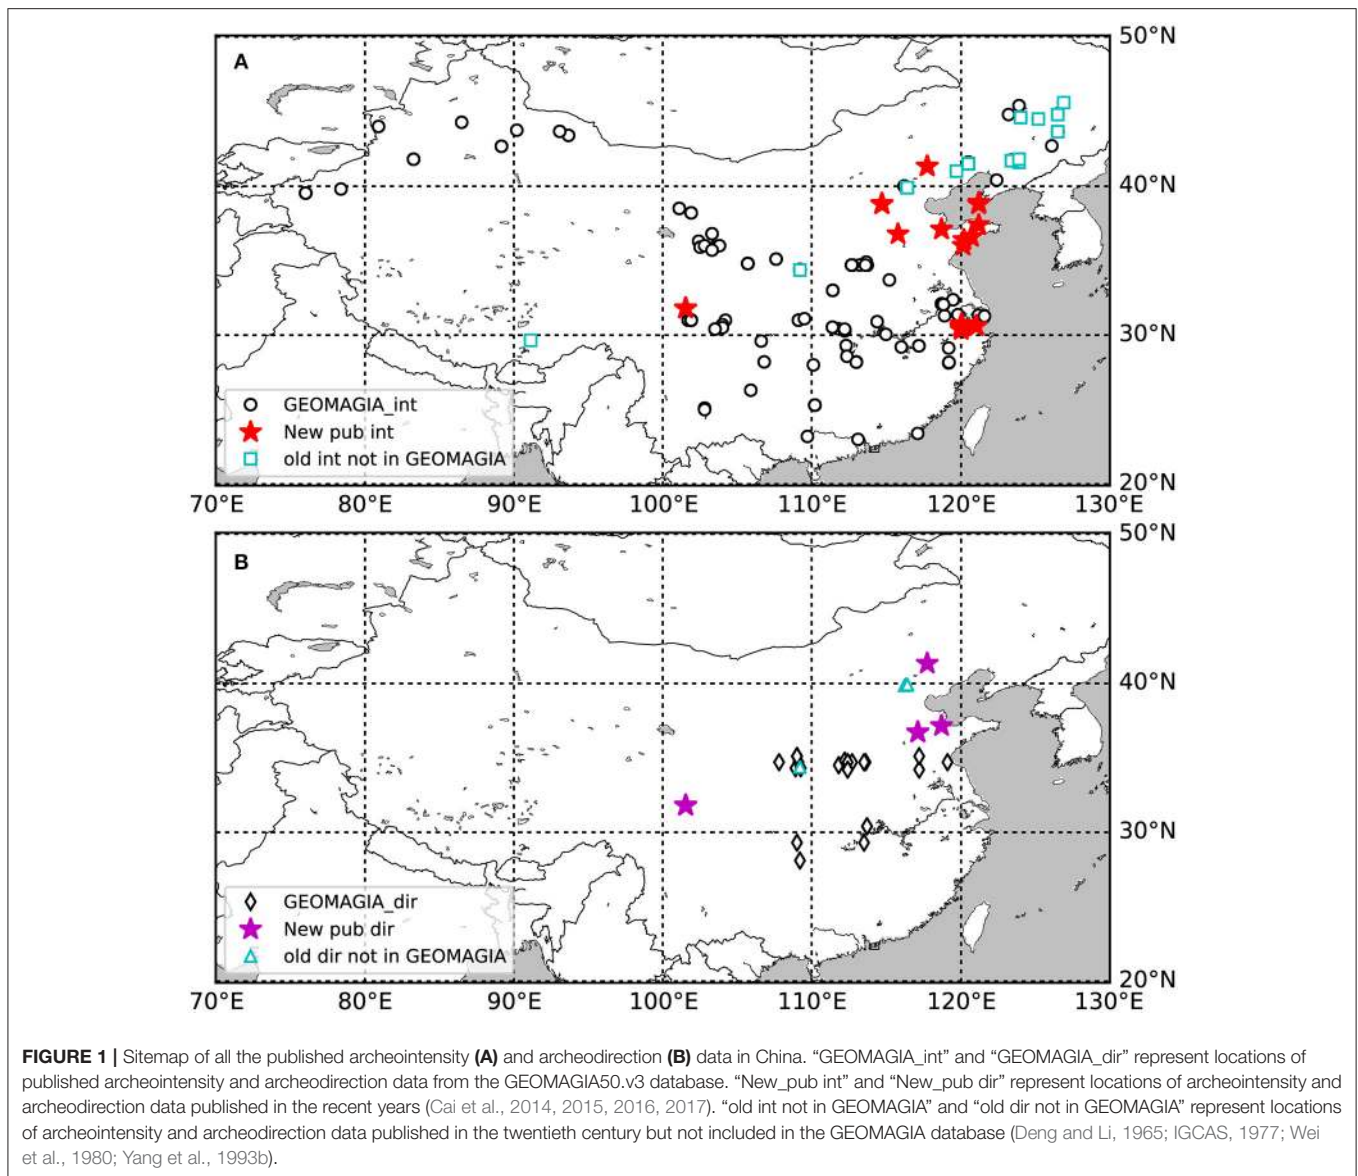 A
50°N
40°N
30°N
GEOMAGIA_int
New pub int
old int not in GEOMAGIA
20°N
70°E 80°E 90°E 100°E 110°E 120°E 130°E
B
50°N
40°N
30°N
GEOMAGIA_dir
New pub dir
old dir not in GEOMAGIA
20°N
70°E 80°E 90°E 100°E 110°E 120°E 130°E
FIGURE 1 | Sitemap of all the published archeointensity (A) and archeodirection (B) data in China. “GEOMAGIA_int” and “GEOMAGIA_dir” represent locations of
published archeointensity and archeodirection data from the GEOMAGIA50.v3 database. “New_pub int” and “New_pub dir” represent locations of archeointensity and
archeodirection data published in the recent years (Cai et al., 2014, 2015, 2016, 2017). “old int not in GEOMAGIA” and “old dir not in GEOMAGIA” represent locations
of archeointensity and archeodirection data published in the twentieth century but not included in the GEOMAGIA database (Deng and Li, 1965; IGCAS, 1977; Wei
et al., 1980; Yang et al., 1993b).